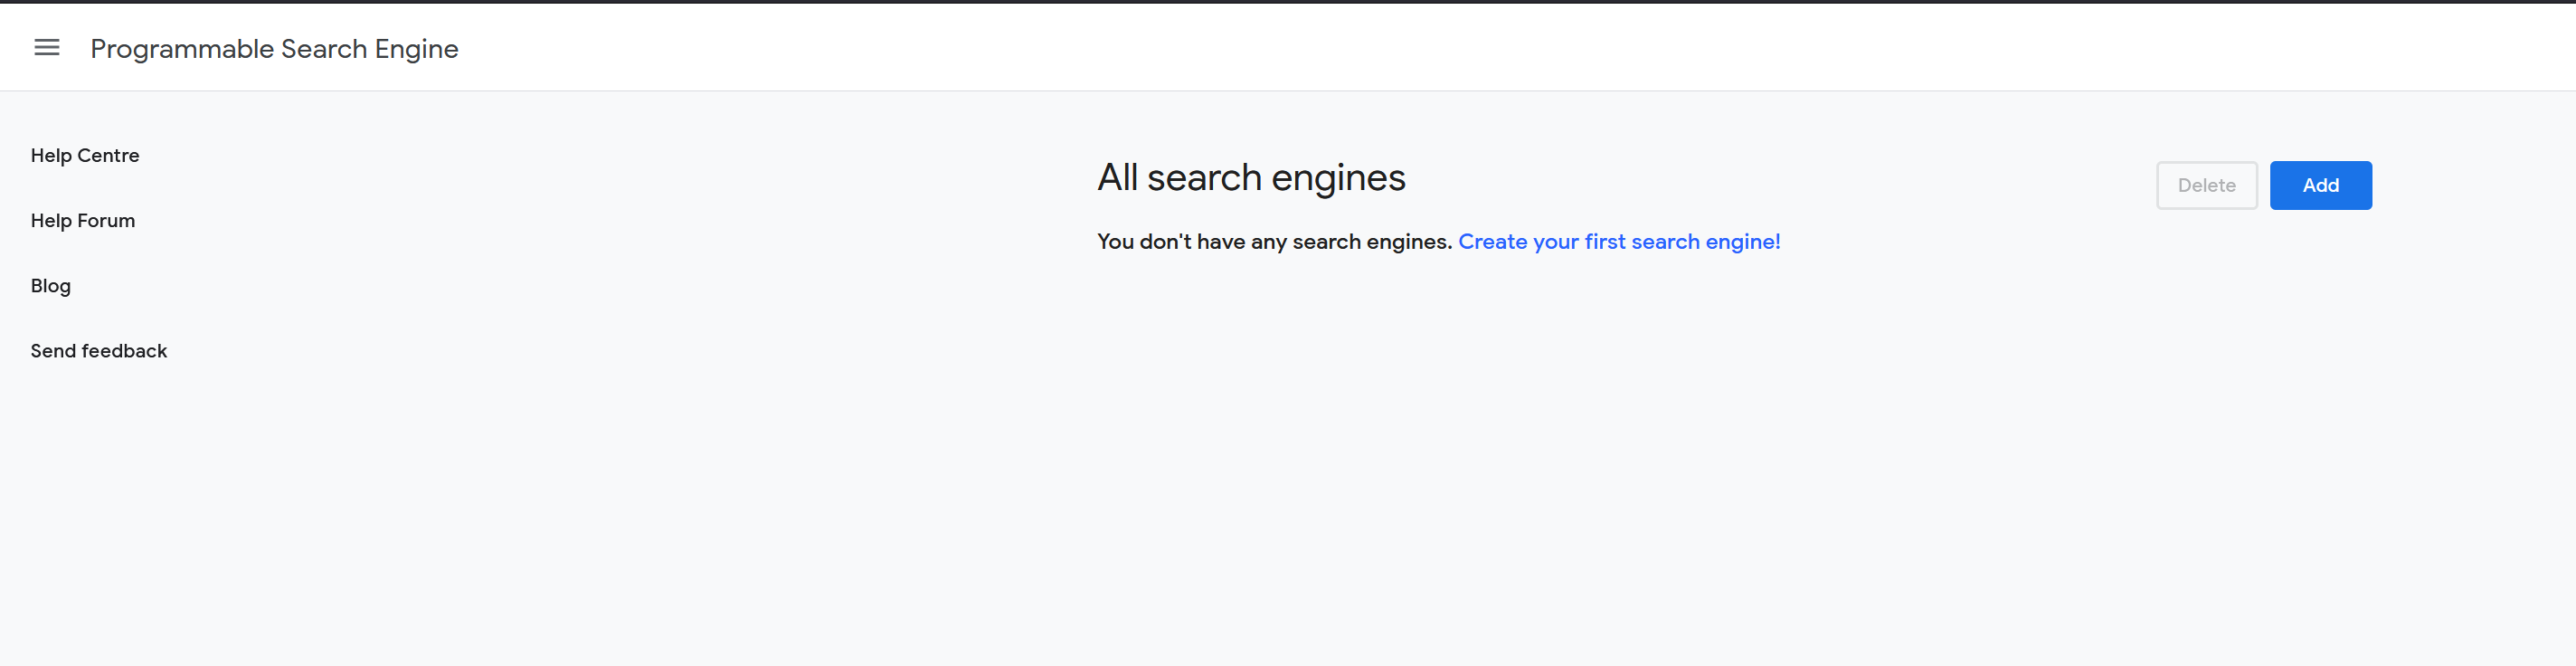 Programmable Search Engine
Help Centre
Help Forum
Blog
Send feedback
All search engines
Delete
Add
You don't have any search engines. Create your first search engine!